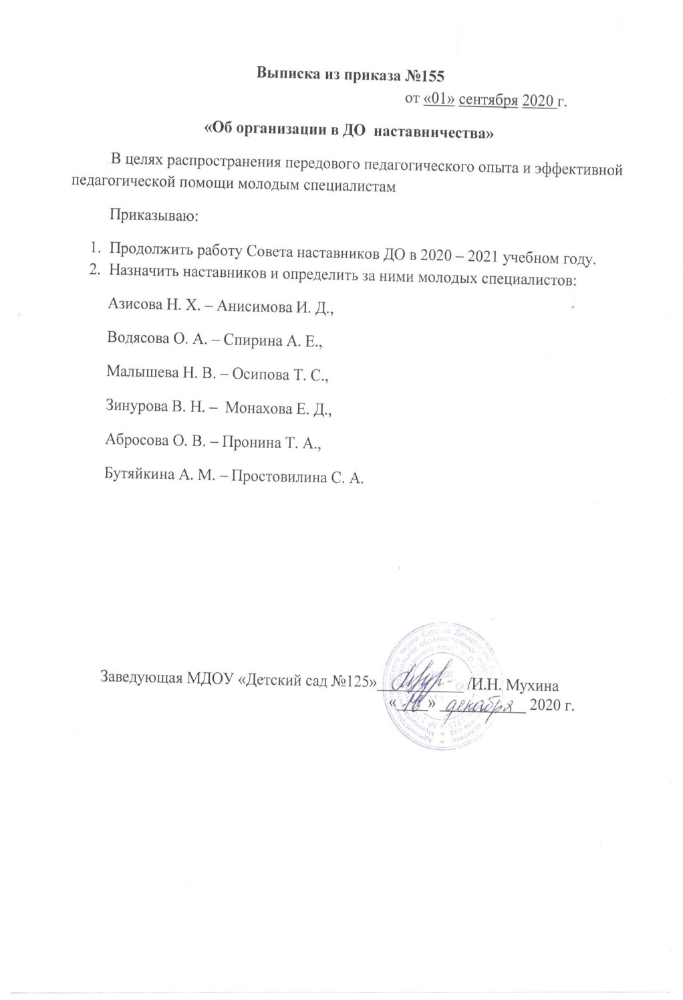 Выписка из приказа №155
от «01» сентября 2020 г.
«Об организации в ДО наставничества»
В целях распространения передового педагогического опыта и эффективной
педагогической помощи молодым специалистам
Приказываю:
1. Продолжить работу Совета наставников ДО в 2020 – 2021 учебном году.
2. Назначить наставников и определить за ними молодых специалистов:
Азисова Н. Х. – Анисимова И. Д.,
Водясова О. А. – Спирина А. Е.,
Малышева Н. В. – Осипова Т. С.,
Зинурова В. Н. – Монахова Е. Д.,
Абросова О. В. – Пронина Т. А.,
Бутяйкина А. М. – Простовилина С. А.
Заведующая МДОУ «Детский сад №125» /И.Н. Мухина
« » декабря 2020 г.